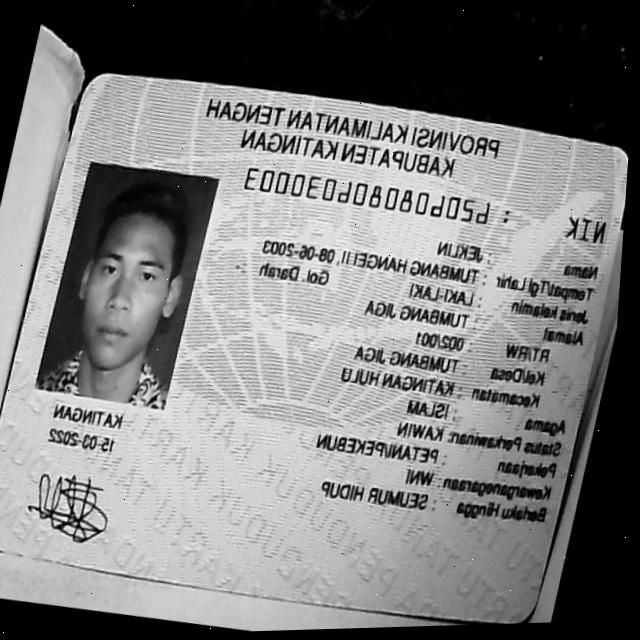 PROVINSI KALIMANTAN TENGAH
KABUPATEN KATINGAN
NIK : 6206080603000003
Nama : JEKLIN
Tempat/Tgl Lahir : TUMBANG HANGEI II, 08-06-2003
Jenis kelamin : LAKI-LAKI Gol. Darah :
Alamat : TUMBANG JIGA
RT/RW : 002/001
Kel/Desa : TUMBANG JIGA
Kecamatan : KATINGAN HULU
Agama : ISLAM
Status Perkawinan: KAWIN
Pekerjaan : PETANI/PEKEBUN
Kewarganegaraan : WNI
Berlaku Hingga : SEUMUR HIDUP
KATINGAN
15-03-2022